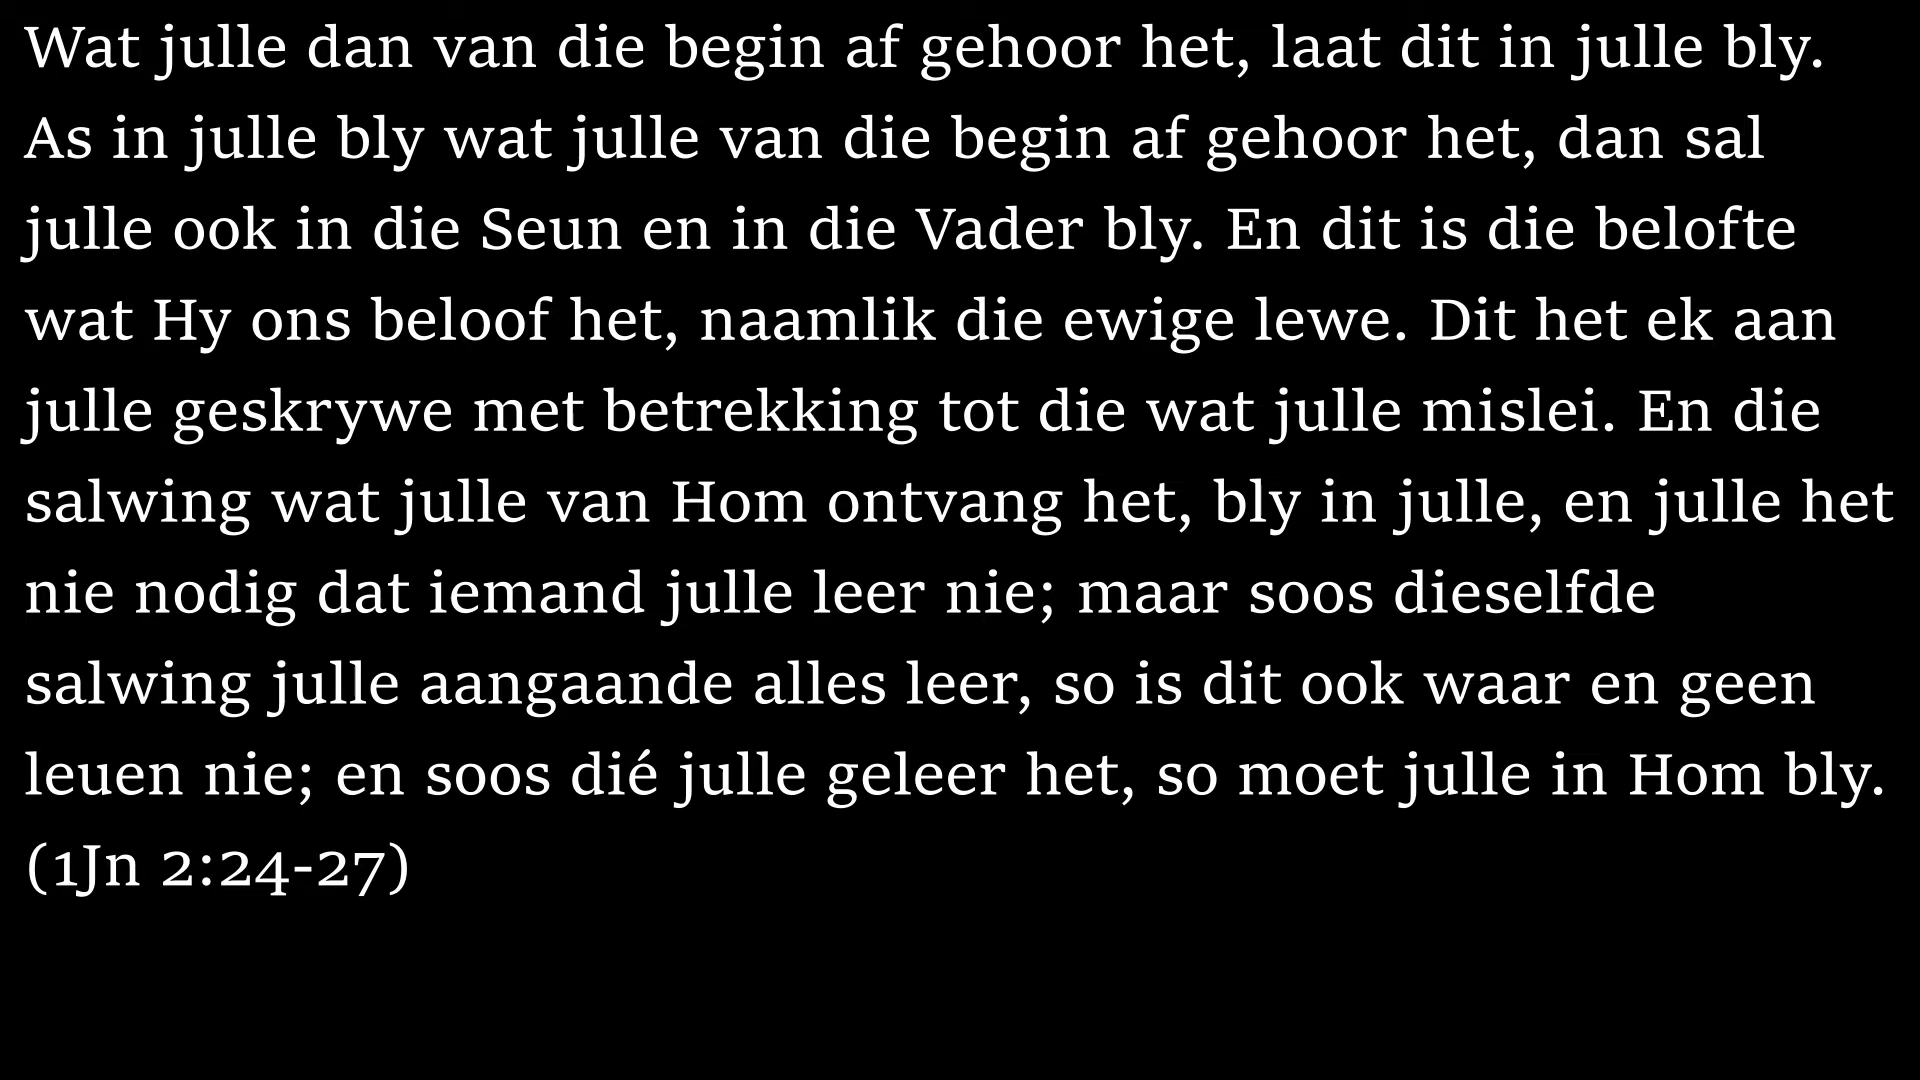 Wat julle dan van die begin af gehoor het, laat dit in julle bly.
As in julle bly wat julle van die begin af gehoor het, dan sal
julle ook in die Seun en in die Vader bly. En dit is die belofte
wat Hy ons beloof het, naamlik die ewige lewe. Dit het ek aan
julle geskrywe met betrekking tot die wat julle mislei. En die
salwing wat julle van Hom ontvang het, bly in julle, en julle het
nie nodig dat iemand julle leer nie; maar soos dieselfde
salwing julle aangaande alles leer, so is dit ook waar en geen
leuen nie; en soos dié julle geleer het, so moet julle in Hom bly.
(1Jn 2:24-27)